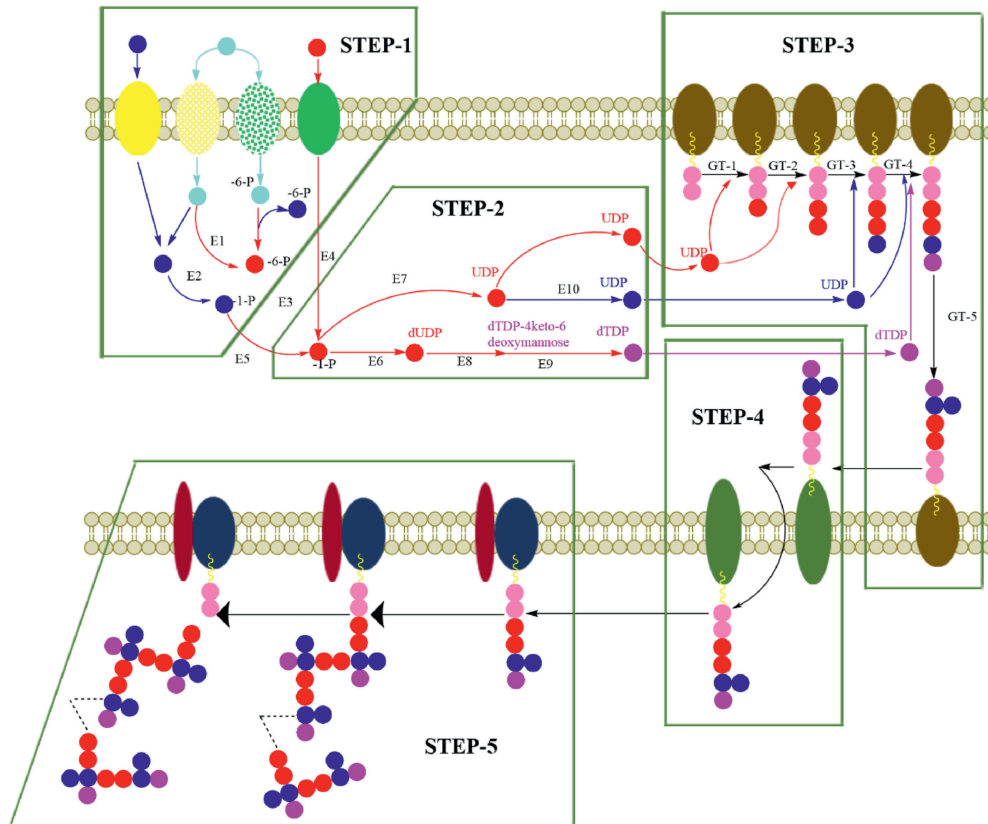 STEP-1
STEP-3
-6-P
-6-P
GT-1
GT-2
GT-3
GT-4
STEP-2
UDP
E1
-6-P
E4
UDP
E2
E7
UDP
UDP
E10
UDP
-1-P
E3
GT-5
dUDP
dTDP-4keto-6
deoxymannose
dTDP
dTDP
E5
-1-P
E6
E8
E9
STEP-4
STEP-5